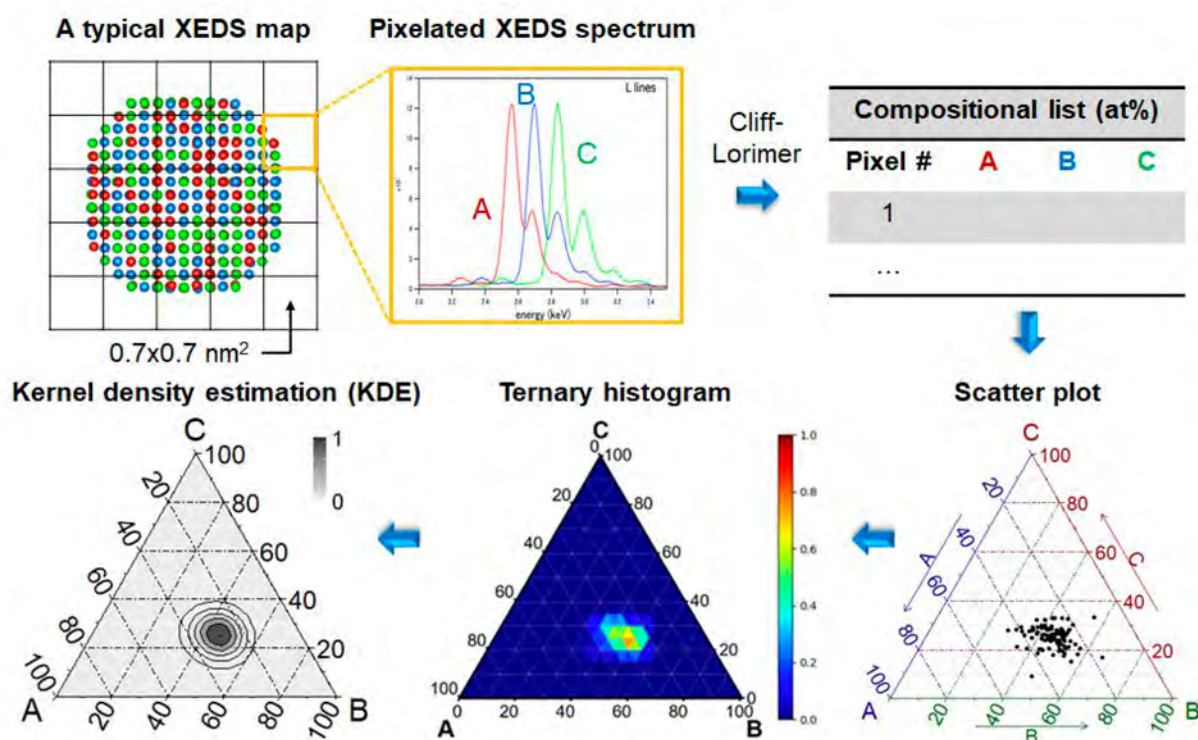 A typical XEDS map
Pixelated XEDS spectrum
L lines
A
B
C
energy (keV)
0.7x0.7 nm²
Cliff-
Lorimer
Compositional list (at%)
Pixel # A B C
1
...
Kernel density estimation (KDE)
C
100
80
60
40
20
20
40
60
80
100
A
20
40
60
80
100
B
1
0
Ternary histogram
C
0
100
20
80
40
60
60
40
80
20
100
0
A
0
20
40
60
80
100
B
1.0
0.8
0.6
0.4
0.2
0.0
Scatter plot
C
100
80
60
40
20
20
40
60
80
100
A
C
A
20
40
60
80
100
B
B